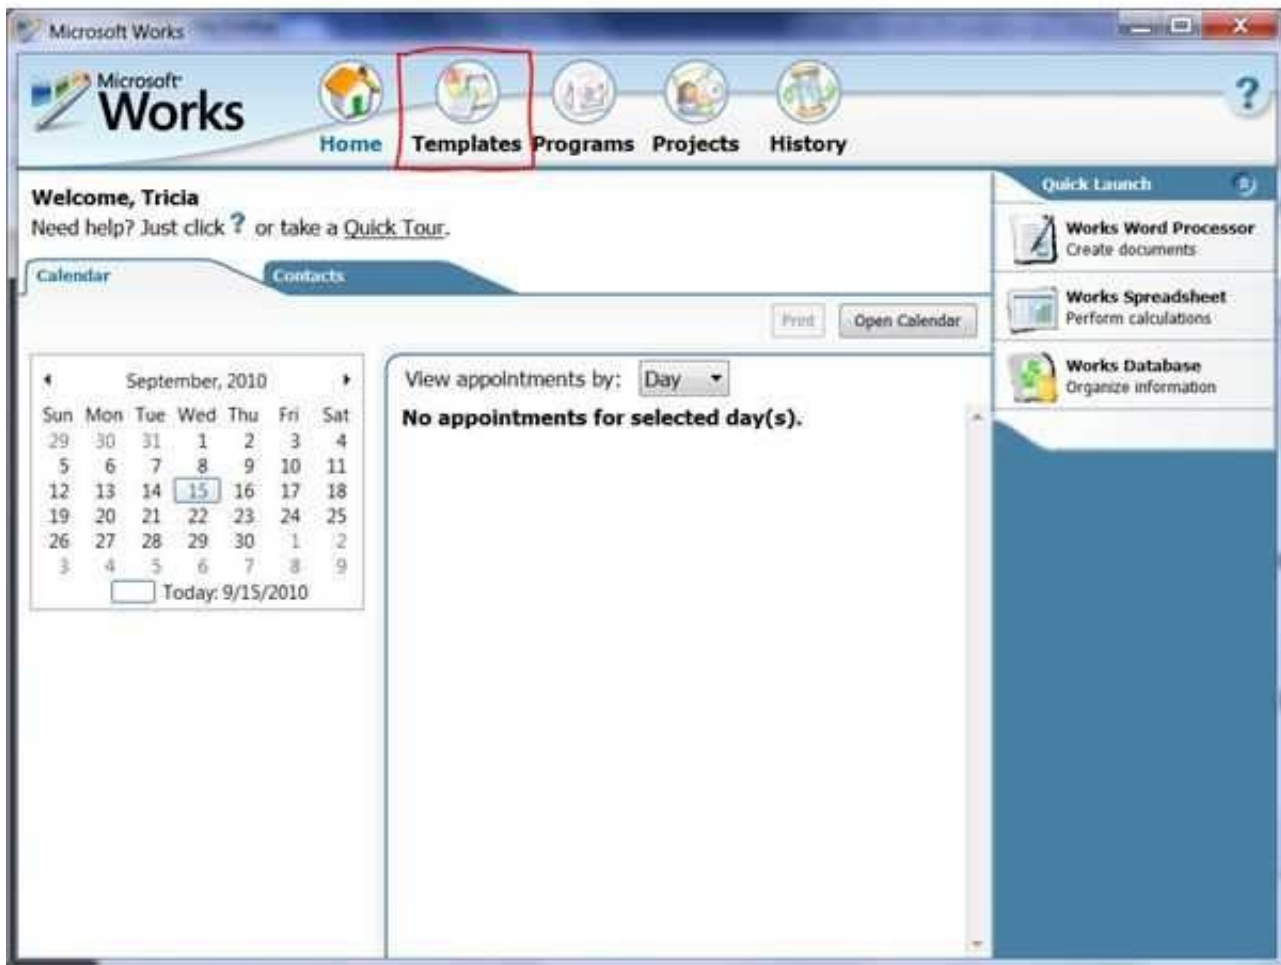 Microsoft Works
Microsoft
Works
Home Templates Programs Projects History
?
Welcome, Tricia
Need help? Just click ? or take a Quick Tour.
Calendar Contacts
Print Open Calendar
September, 2010
Sun Mon Tue Wed Thu Fri Sat
29 30 31 1 2 3 4
5 6 7 8 9 10 11
12 13 14 15 16 17 18
19 20 21 22 23 24 25
26 27 28 29 30 1 2
3 4 5 6 7 8 9
Today: 9/15/2010
View appointments by: Day
No appointments for selected day(s).
Quick Launch
Works Word Processor
Create documents
Works Spreadsheet
Perform calculations
Works Database
Organize information